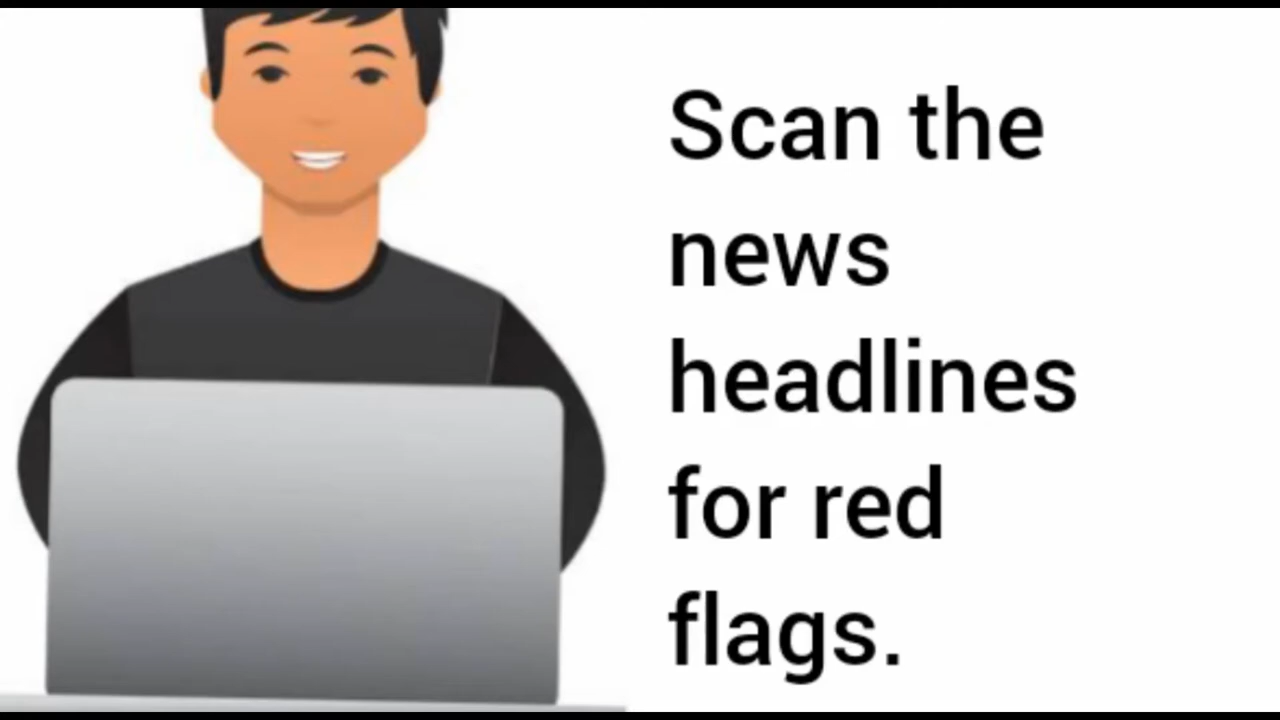 Scan the
news
headlines
for red
flags.